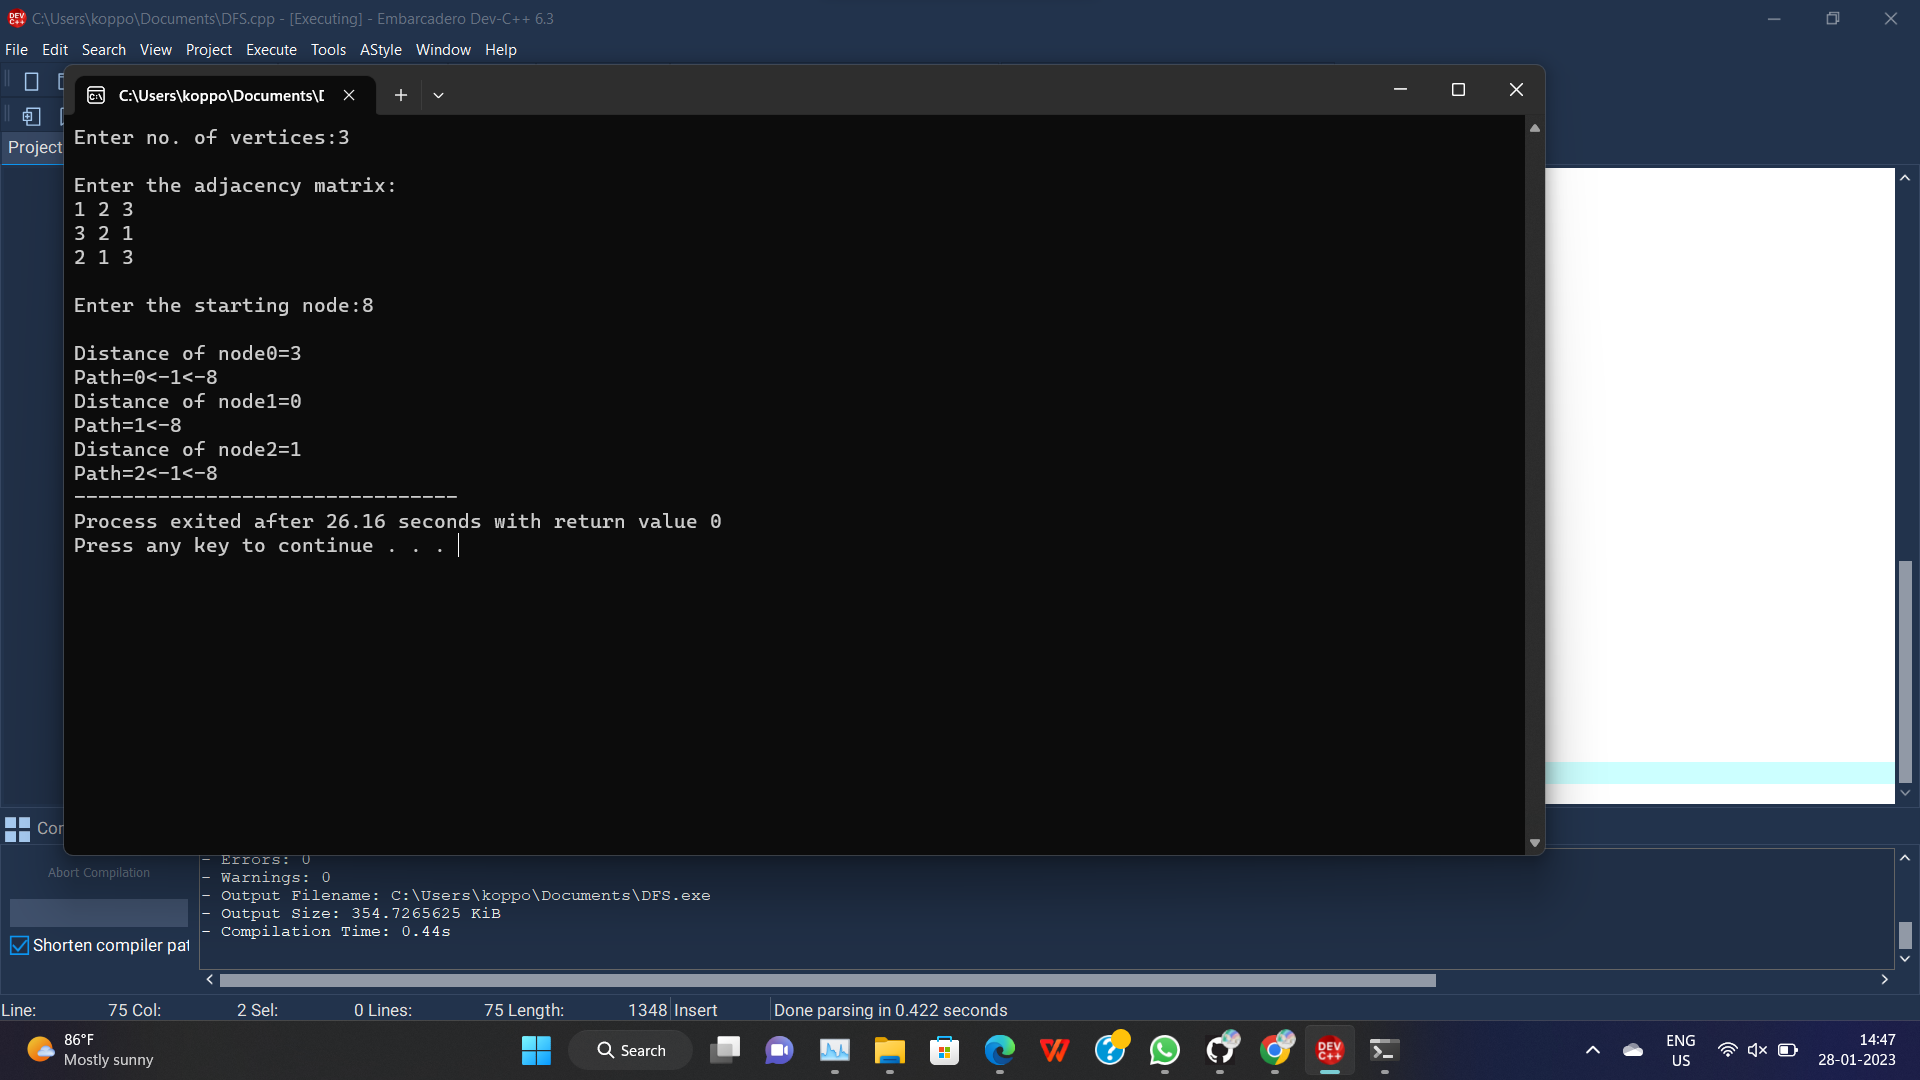 C:\Users\koppo\Documents\DFS.cpp - [Executing] - Embarcadero Dev-C++ 6.3
File Edit Search View Project Execute Tools AStyle Window Help
C:\Users\koppo\Documents\
Project
Enter no. of vertices:3
Enter the adjacency matrix:
1 2 3
3 2 1
2 1 3
Enter the starting node:8
Distance of node0=3
Path=0<-1<-8
Distance of node1=0
Path=1<-8
Distance of node2=1
Path=2<-1<-8
--------------------------------
Process exited after 26.16 seconds with return value 0
Press any key to continue . . .
Cor
Abort Compilation
Shorten compiler pat
- Errors: 0
- Warnings: 0
- Output Filename: C:\Users\koppo\Documents\DFS.exe
- Output Size: 354.7265625 KiB
- Compilation Time: 0.44s
Line: 75 Col: 2 Sel: 0 Lines: 75 Length: 1348 Insert Done parsing in 0.422 seconds
86°F
Mostly sunny
Search
DEV C++
ENG
US
14:47
28-01-2023